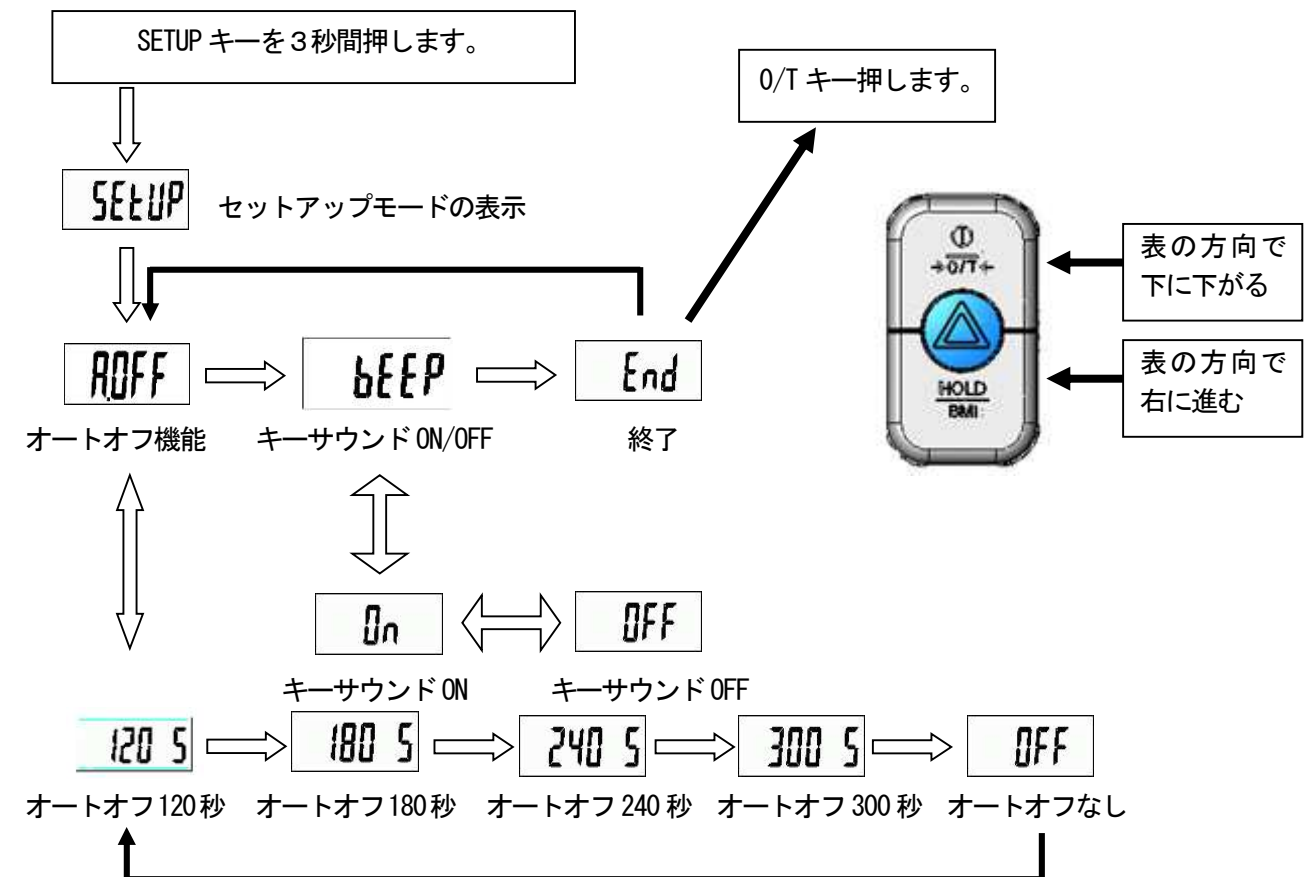 SETUP キーを3秒間押します。
0/T キー押します。
SEtUP
セットアップモードの表示
→0/T←
表の方向で
下に下がる
HOLD
BMI
表の方向で
右に進む
A.OFF
bEEP
End
オートオフ機能
キーサウンド ON/OFF
終了
On
OFF
キーサウンド ON
キーサウンド OFF
120 S
180 S
240 S
300 S
OFF
オートオフ 120 秒
オートオフ 180 秒
オートオフ 240 秒
オートオフ 300 秒
オートオフなし